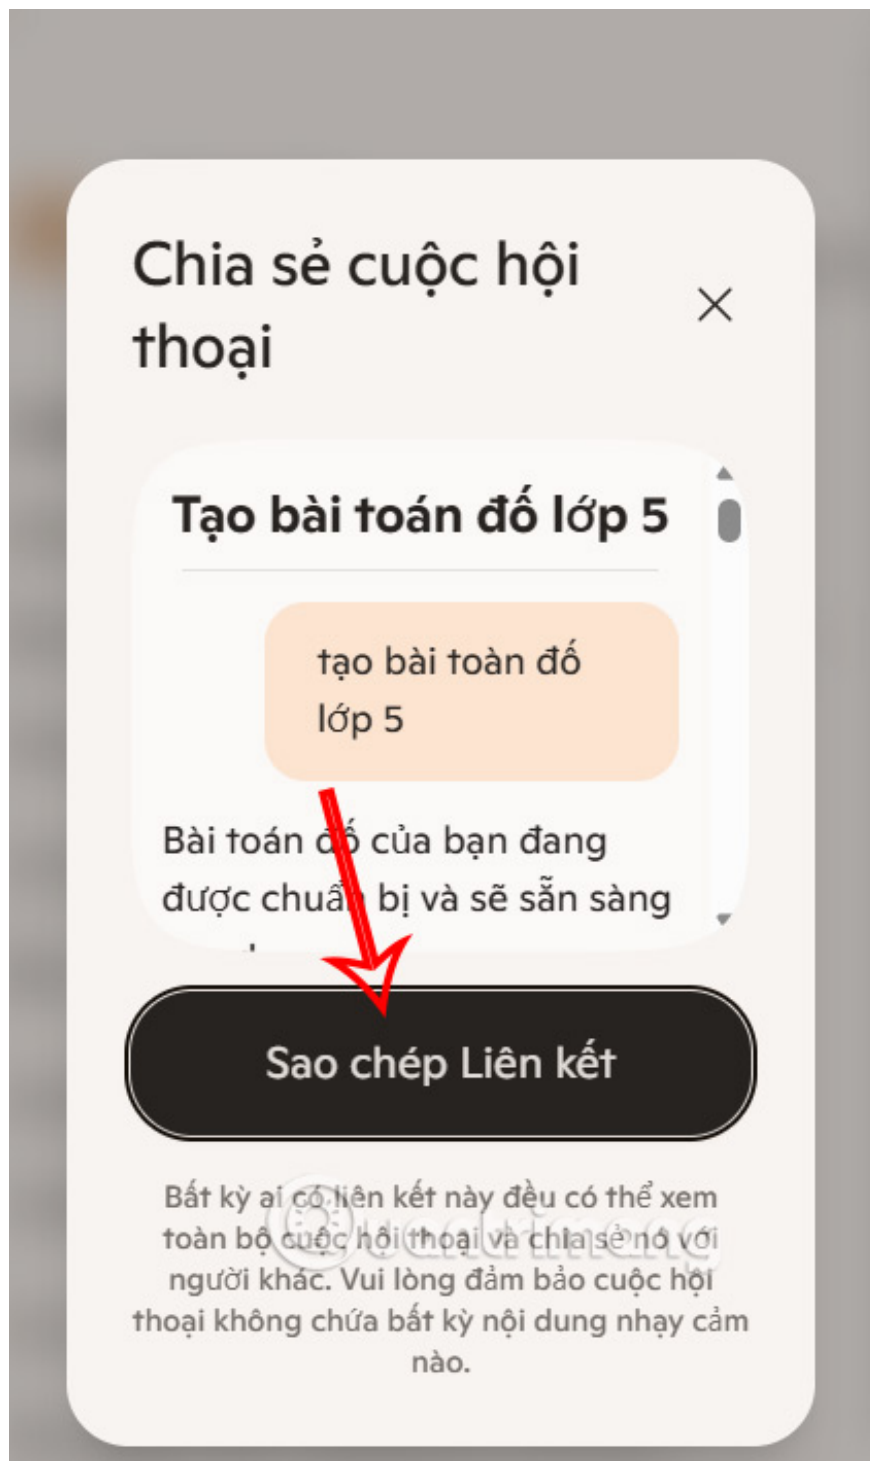 Chia sẻ cuộc hội
thoại
Tạo bài toán đố lớp 5
tạo bài toàn đố
lớp 5
Bài toán đố của bạn đang
được chuẩn bị và sẽ sẵn sàng
Sao chép Liên kết
Bất kỳ ai có liên kết này đều có thể xem
toàn bộ cuộc hội thoại và chia sẻ nó với
người khác. Vui lòng đảm bảo cuộc hội
thoại không chứa bất kỳ nội dung nhạy cảm
nào.
uantrimang